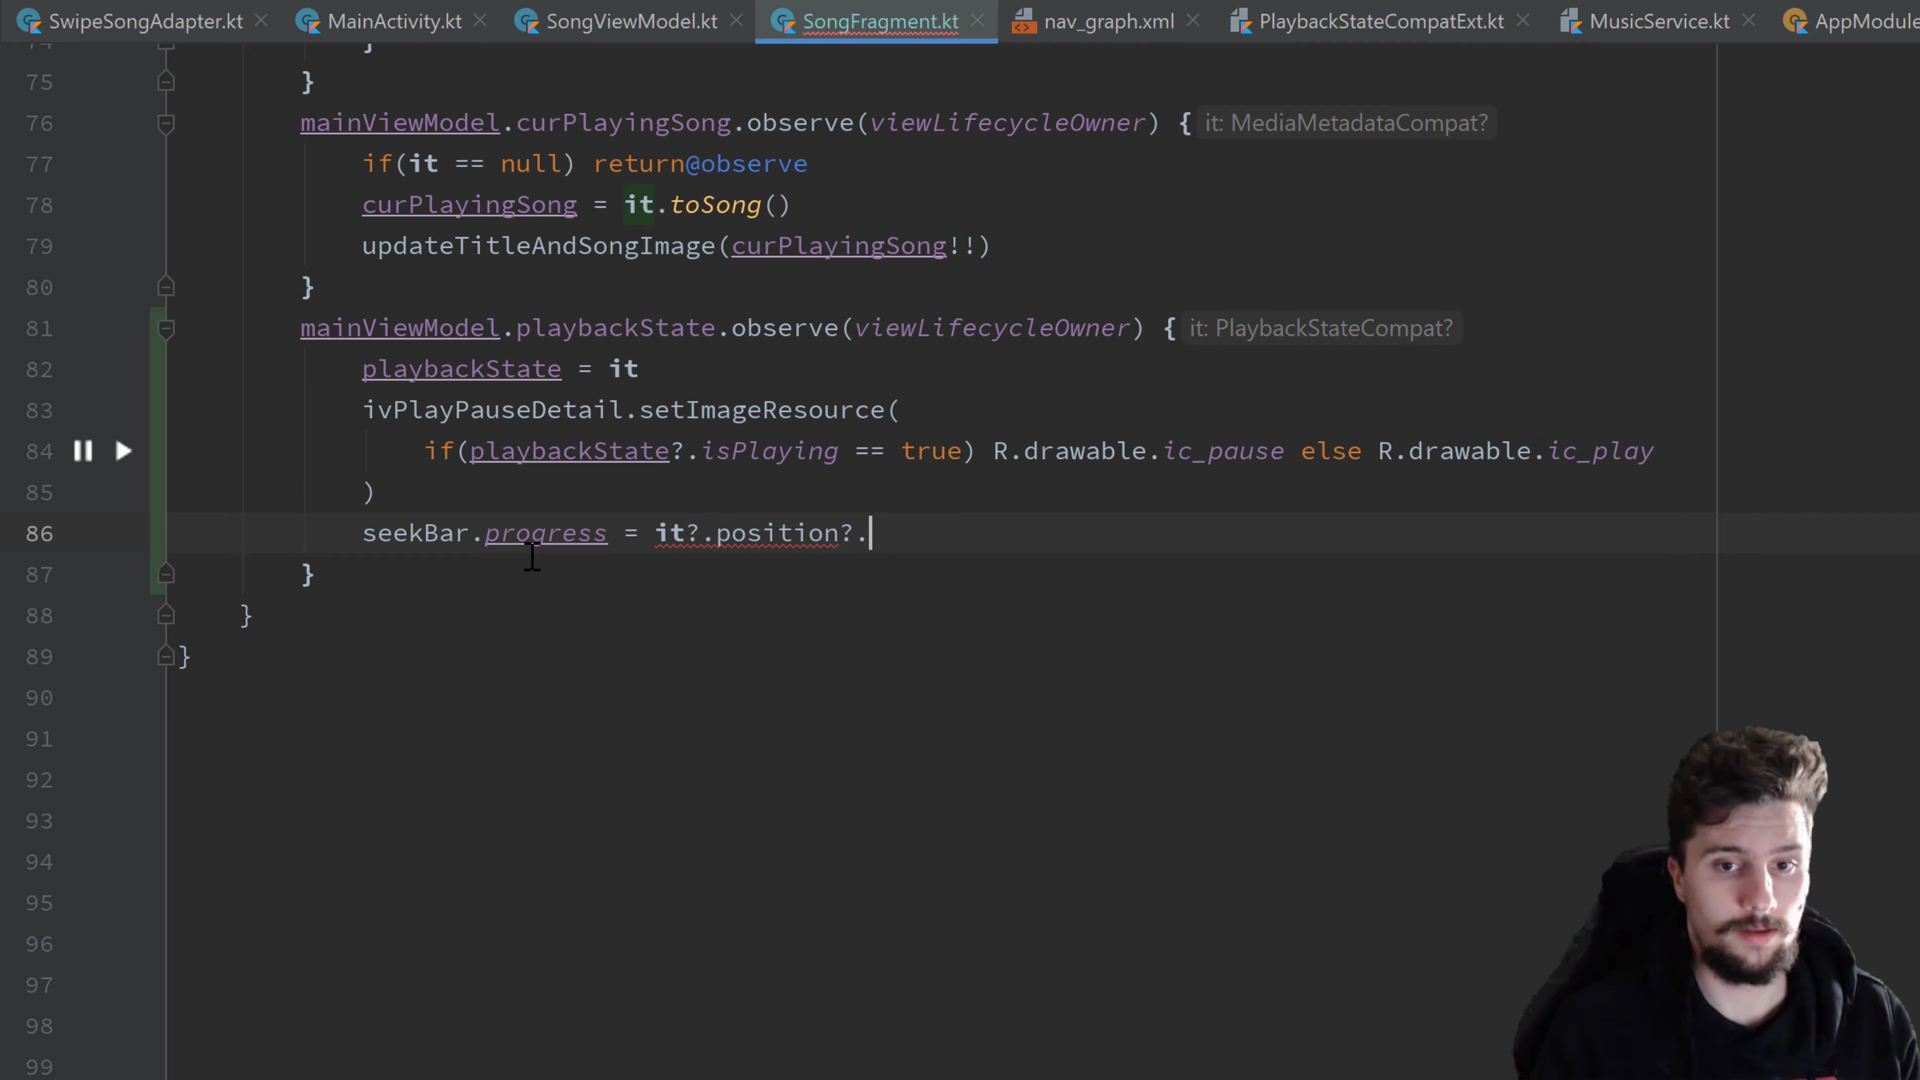 SwipeSongAdapter.kt MainActivity.kt SongViewModel.kt SongFragment.kt nav_graph.xml PlaybackStateCompatExt.kt MusicService.kt AppModule
74 }
75 }
76 mainViewModel.curPlayingSong.observe(viewLifecycleOwner) { it: MediaMetadataCompat?
77 if(it == null) return@observe
78 curPlayingSong = it.toSong()
79 updateTitleAndSongImage(curPlayingSong!!)
80 }
81 mainViewModel.playbackState.observe(viewLifecycleOwner) { it: PlaybackStateCompat?
82 playbackState = it
83 ivPlayPauseDetail.setImageResource(
84 if(playbackState?.isPlaying == true) R.drawable.ic_pause else R.drawable.ic_play
85 )
86 seekBar.progress = it?.position?.
87 }
88 }
89 }
90
91
92
93
94
95
96
97
98
99